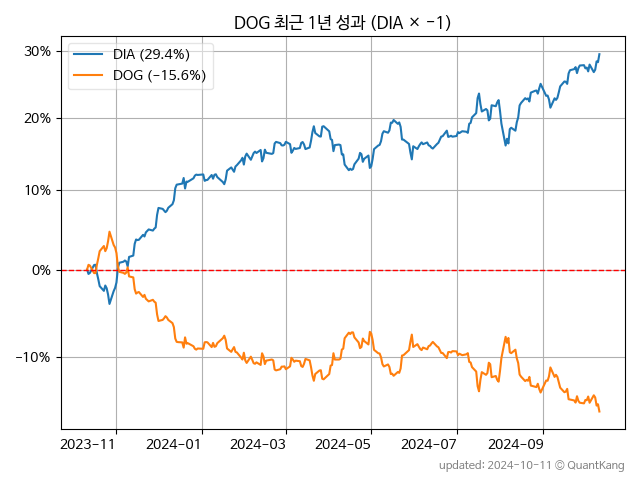 DOG 최근 1년 성과 (DIA × −1)
DIA (29.4%)
DOG (−15.6%)
30%
20%
10%
0%
−10%
2023−11
2024−01
2024−03
2024−05
2024−07
2024−09
updated: 2024-10-11 © QuantKang